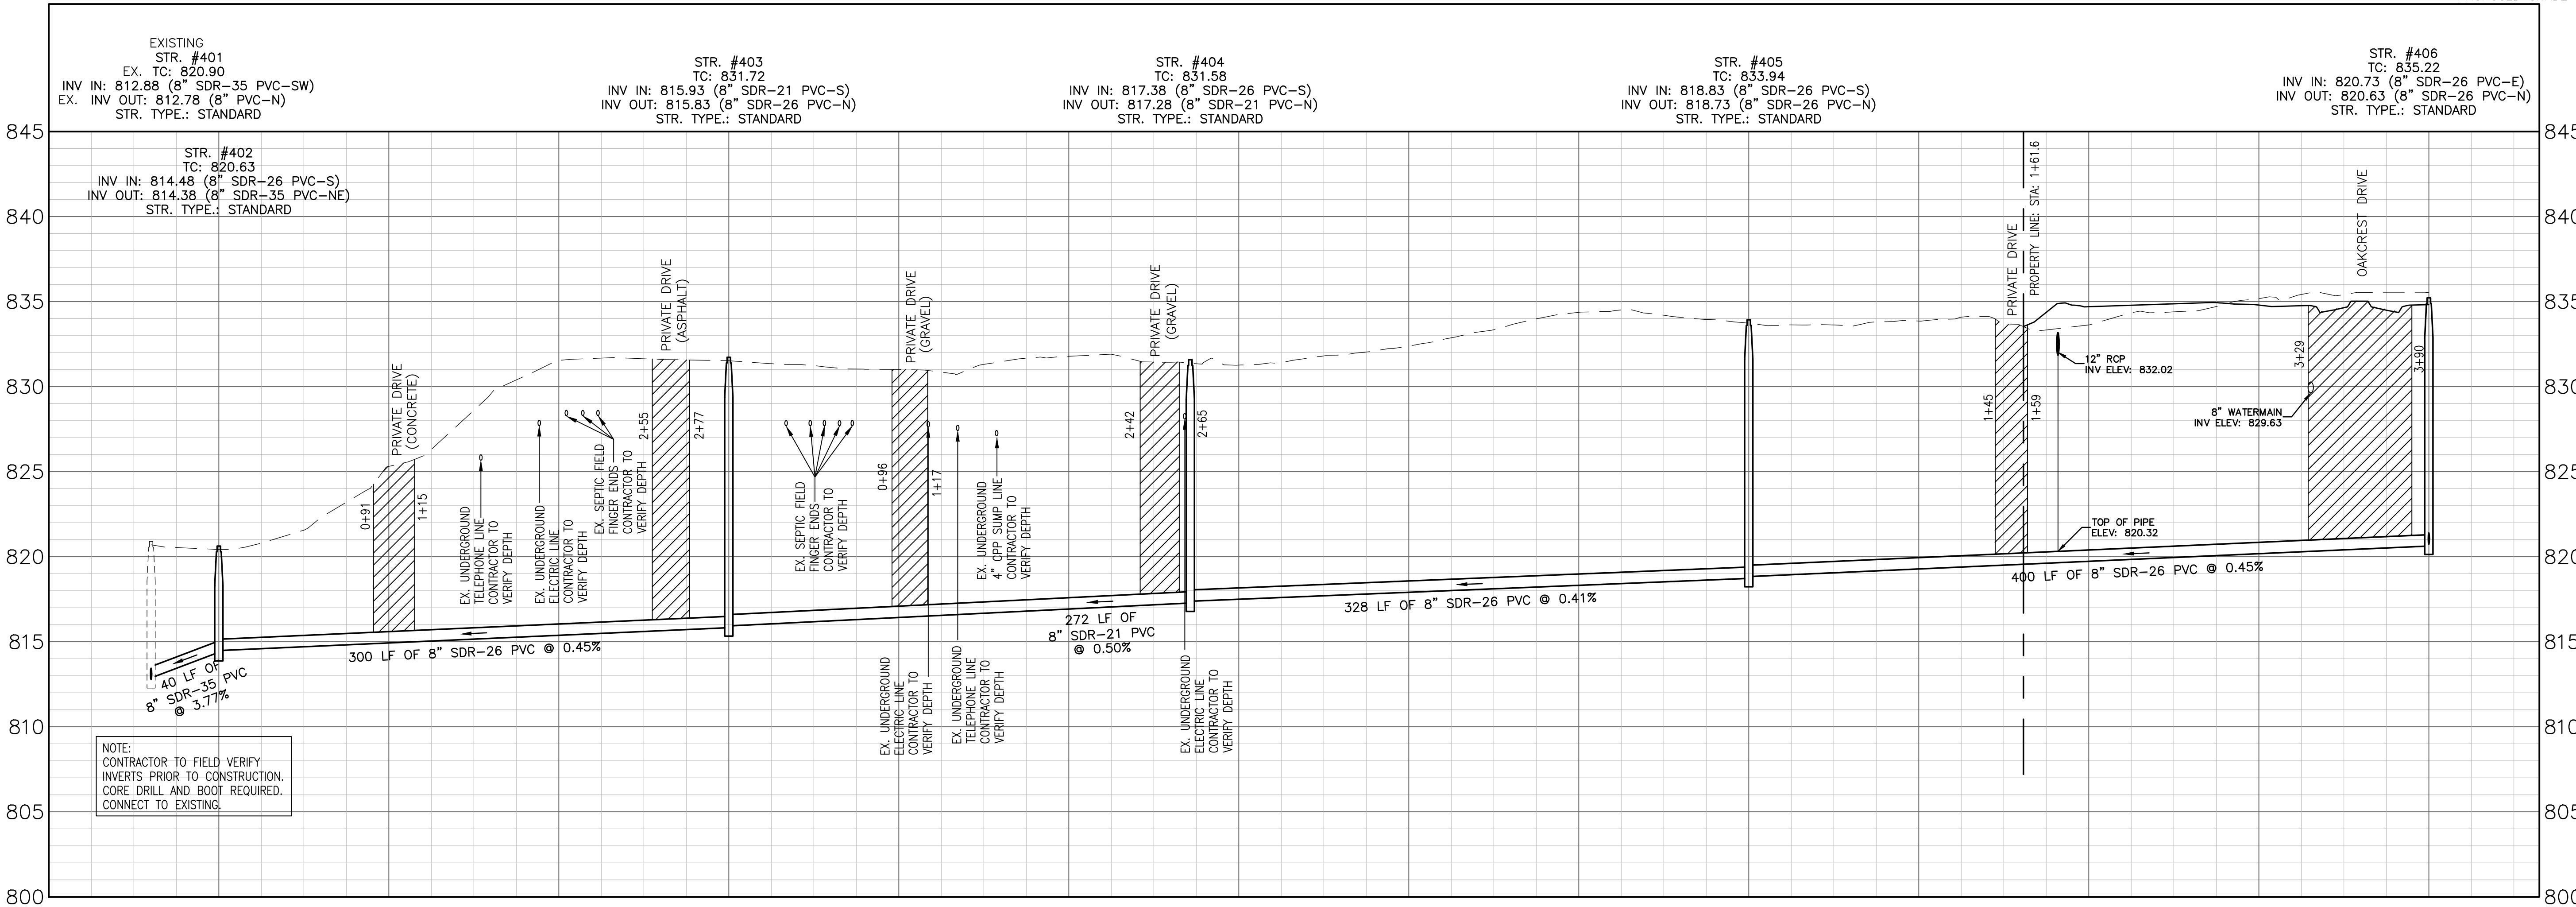 EXISTING
STR. #401
EX. TC: 820.90
INV IN: 812.88 (8" SDR-35 PVC-SW)
EX. INV OUT: 812.78 (8" PVC-N)
STR. TYPE.: STANDARD
STR. #403
TC: 831.72
INV IN: 815.93 (8" SDR-21 PVC-S)
INV OUT: 815.83 (8" SDR-26 PVC-N)
STR. TYPE.: STANDARD
STR. #404
TC: 831.58
INV IN: 817.38 (8" SDR-26 PVC-S)
INV OUT: 817.28 (8" SDR-21 PVC-N)
STR. TYPE.: STANDARD
STR. #405
TC: 833.94
INV IN: 818.83 (8" SDR-26 PVC-S)
INV OUT: 818.73 (8" SDR-26 PVC-N)
STR. TYPE.: STANDARD
STR. #406
TC: 835.22
INV IN: 820.73 (8" SDR-26 PVC-E)
INV OUT: 820.63 (8" SDR-26 PVC-N)
STR. TYPE.: STANDARD
STR. #402
TC: 820.63
INV IN: 814.48 (8" SDR-26 PVC-S)
INV OUT: 814.38 (8" SDR-35 PVC-NE)
STR. TYPE.: STANDARD
845
840
835
830
825
820
815
810
805
800
0+91
PRIVATE DRIVE
(CONCRETE)
1+15
EX. UNDERGROUND
TELEPHONE LINE
CONTRACTOR TO
VERIFY DEPTH
EX. UNDERGROUND
ELECTRIC LINE
CONTRACTOR TO
VERIFY DEPTH
EX. SEPTIC FIELD
FINGER ENDS
CONTRACTOR TO
VERIFY DEPTH
2+55
PRIVATE DRIVE
(ASPHALT)
2+77
EX. SEPTIC FIELD
FINGER ENDS
CONTRACTOR TO
VERIFY DEPTH
0+96
PRIVATE DRIVE
(GRAVEL)
1+17
EX. UNDERGROUND
ELECTRIC LINE
CONTRACTOR TO
VERIFY DEPTH
EX. UNDERGROUND
TELEPHONE LINE
CONTRACTOR TO
VERIFY DEPTH
EX. UNDERGROUND
4" CPP SUMP LINE
CONTRACTOR TO
VERIFY DEPTH
2+42
PRIVATE DRIVE
(GRAVEL)
2+65
EX. UNDERGROUND
ELECTRIC LINE
CONTRACTOR TO
VERIFY DEPTH
1+45
PRIVATE DRIVE
1+59
PROPERTY LINE: STA: 1+61.6
12" RCP
INV ELEV: 832.02
TOP OF PIPE
ELEV: 820.32
8" WATERMAIN
INV ELEV: 829.63
3+29
OAKCREST DRIVE
3+90
40 LF OF
8" SDR-35 PVC
@ 3.77%
300 LF OF 8" SDR-26 PVC @ 0.45%
272 LF OF
8" SDR-21 PVC
@ 0.50%
328 LF OF 8" SDR-26 PVC @ 0.41%
400 LF OF 8" SDR-26 PVC @ 0.45%
NOTE:
CONTRACTOR TO FIELD VERIFY
INVERTS PRIOR TO CONSTRUCTION.
CORE DRILL AND BOOT REQUIRED.
CONNECT TO EXISTING.
845
840
835
830
825
820
815
810
805
800